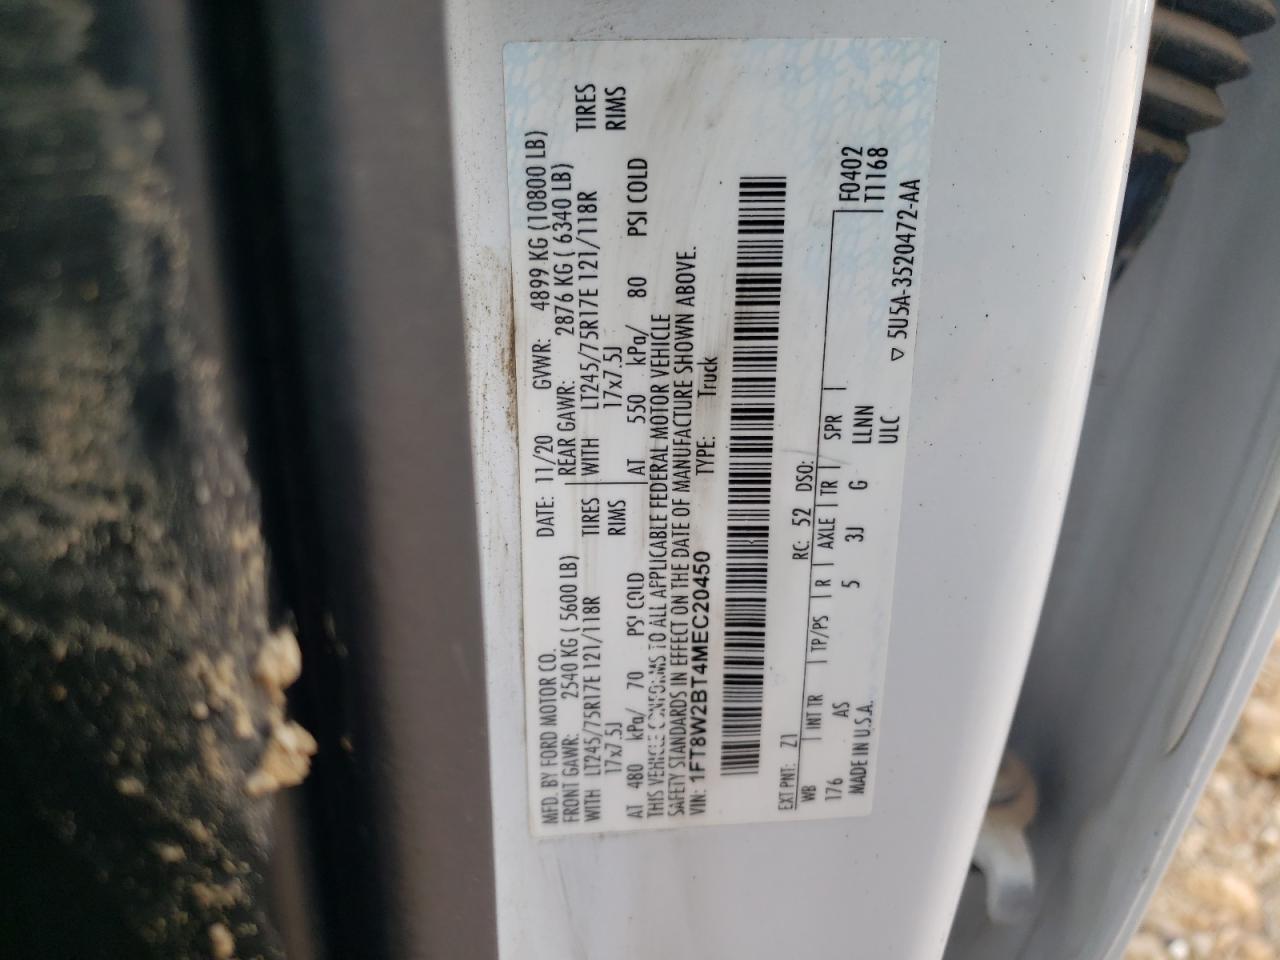 MFD. BY FORD MOTOR CO. DATE: 11/20 GVWR: 4899 KG (10800 LB)
FRONT GAWR: 2540 KG ( 5600 LB) REAR GAWR: 2876 KG ( 6340 LB)
WITH LT245/75R17E 121/118R TIRES WITH LT245/75R17E 121/118R TIRES
17x7.5J RIMS 17x7.5J RIMS
AT 480 kPa/ 70 PSI COLD AT 550 kPa/ 80 PSI COLD
THIS VEHICLE CONFORMS TO ALL APPLICABLE FEDERAL MOTOR VEHICLE
SAFETY STANDARDS IN EFFECT ON THE DATE OF MANUFACTURE SHOWN ABOVE.
VIN: 1FT8W2BT4MEC20450 TYPE: Truck
EXT PNT: Z1 RC: 52 DSO:
WB INT TR TP/PS R AXLE TR SPR
176 AS 5 3J G LLNN F0402
MADE IN U.S.A. ULC T1168
▽ 5U5A-3520472-AA